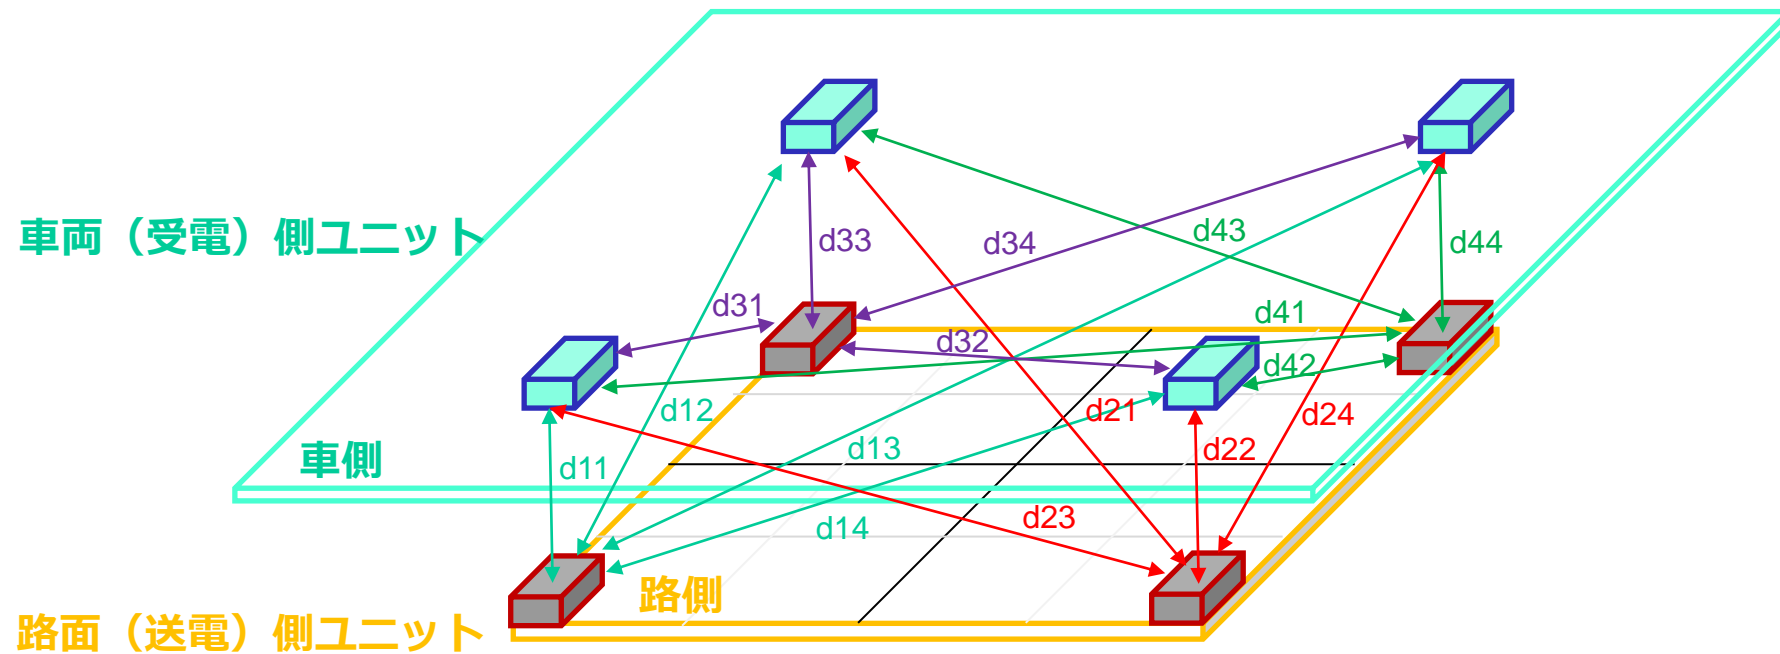 車両（受電）側ユニット
d33
d34
d43
d44
d31
d32
d41
d42
d12
d21
d24
車側
d11
d13
d22
d14
d23
路側
路面（送電）側ユニット